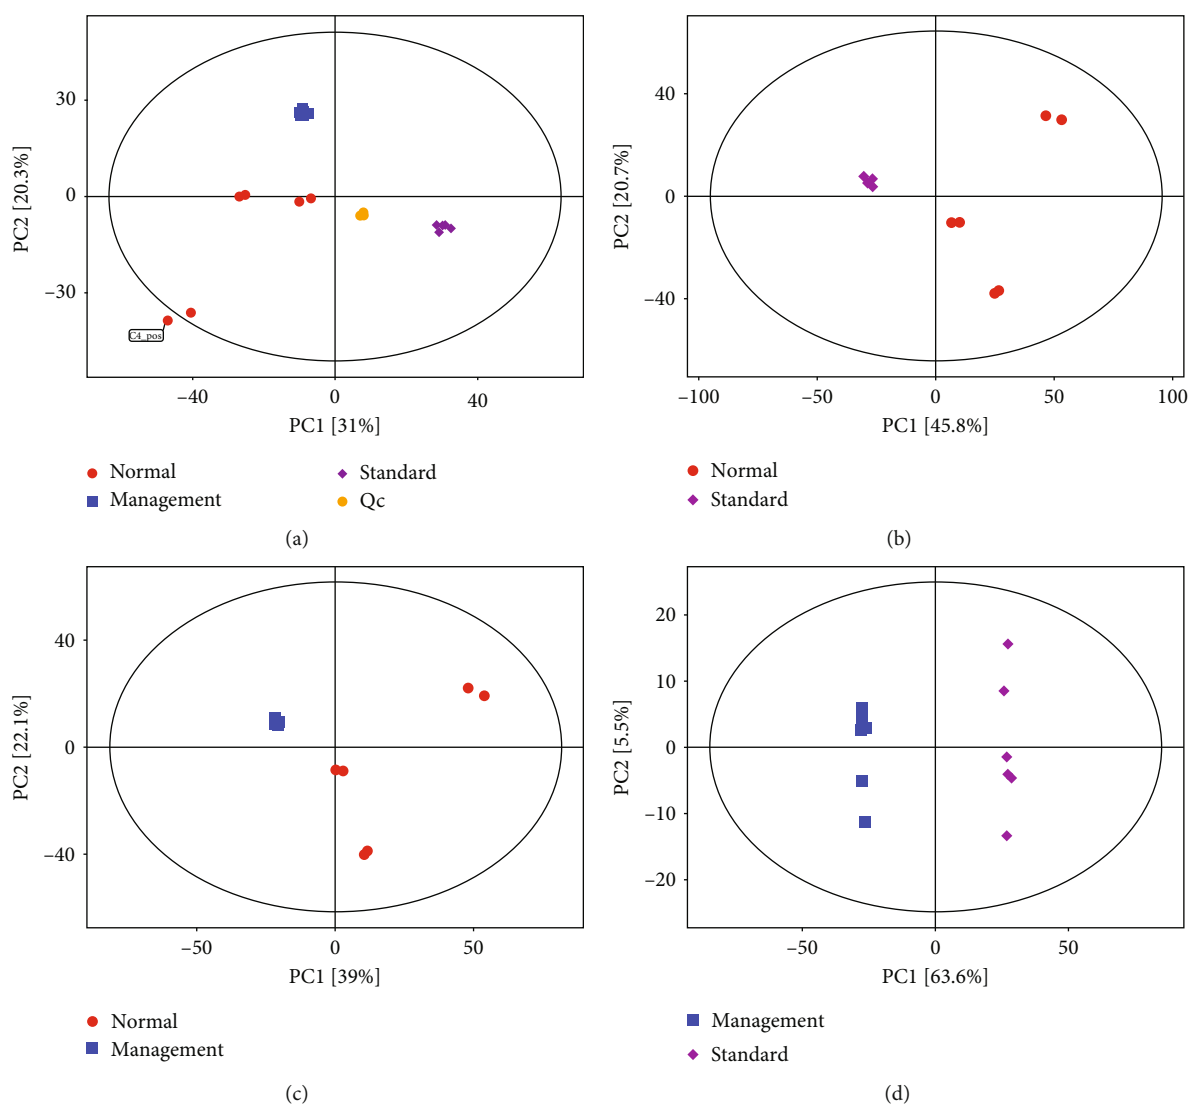 30
0
−30
PC2 [20.3%]
C4_pos
−40
0
40
PC1 [31%]
Normal
Management
Standard
Qc
(a)
40
0
−40
PC2 [20.7%]
−100
−50
0
50
100
PC1 [45.8%]
Normal
Standard
(b)
40
0
−40
PC2 [22.1%]
−50
0
50
PC1 [39%]
Normal
Management
(c)
20
10
0
−10
−20
PC2 [5.5%]
−50
0
50
PC1 [63.6%]
Management
Standard
(d)